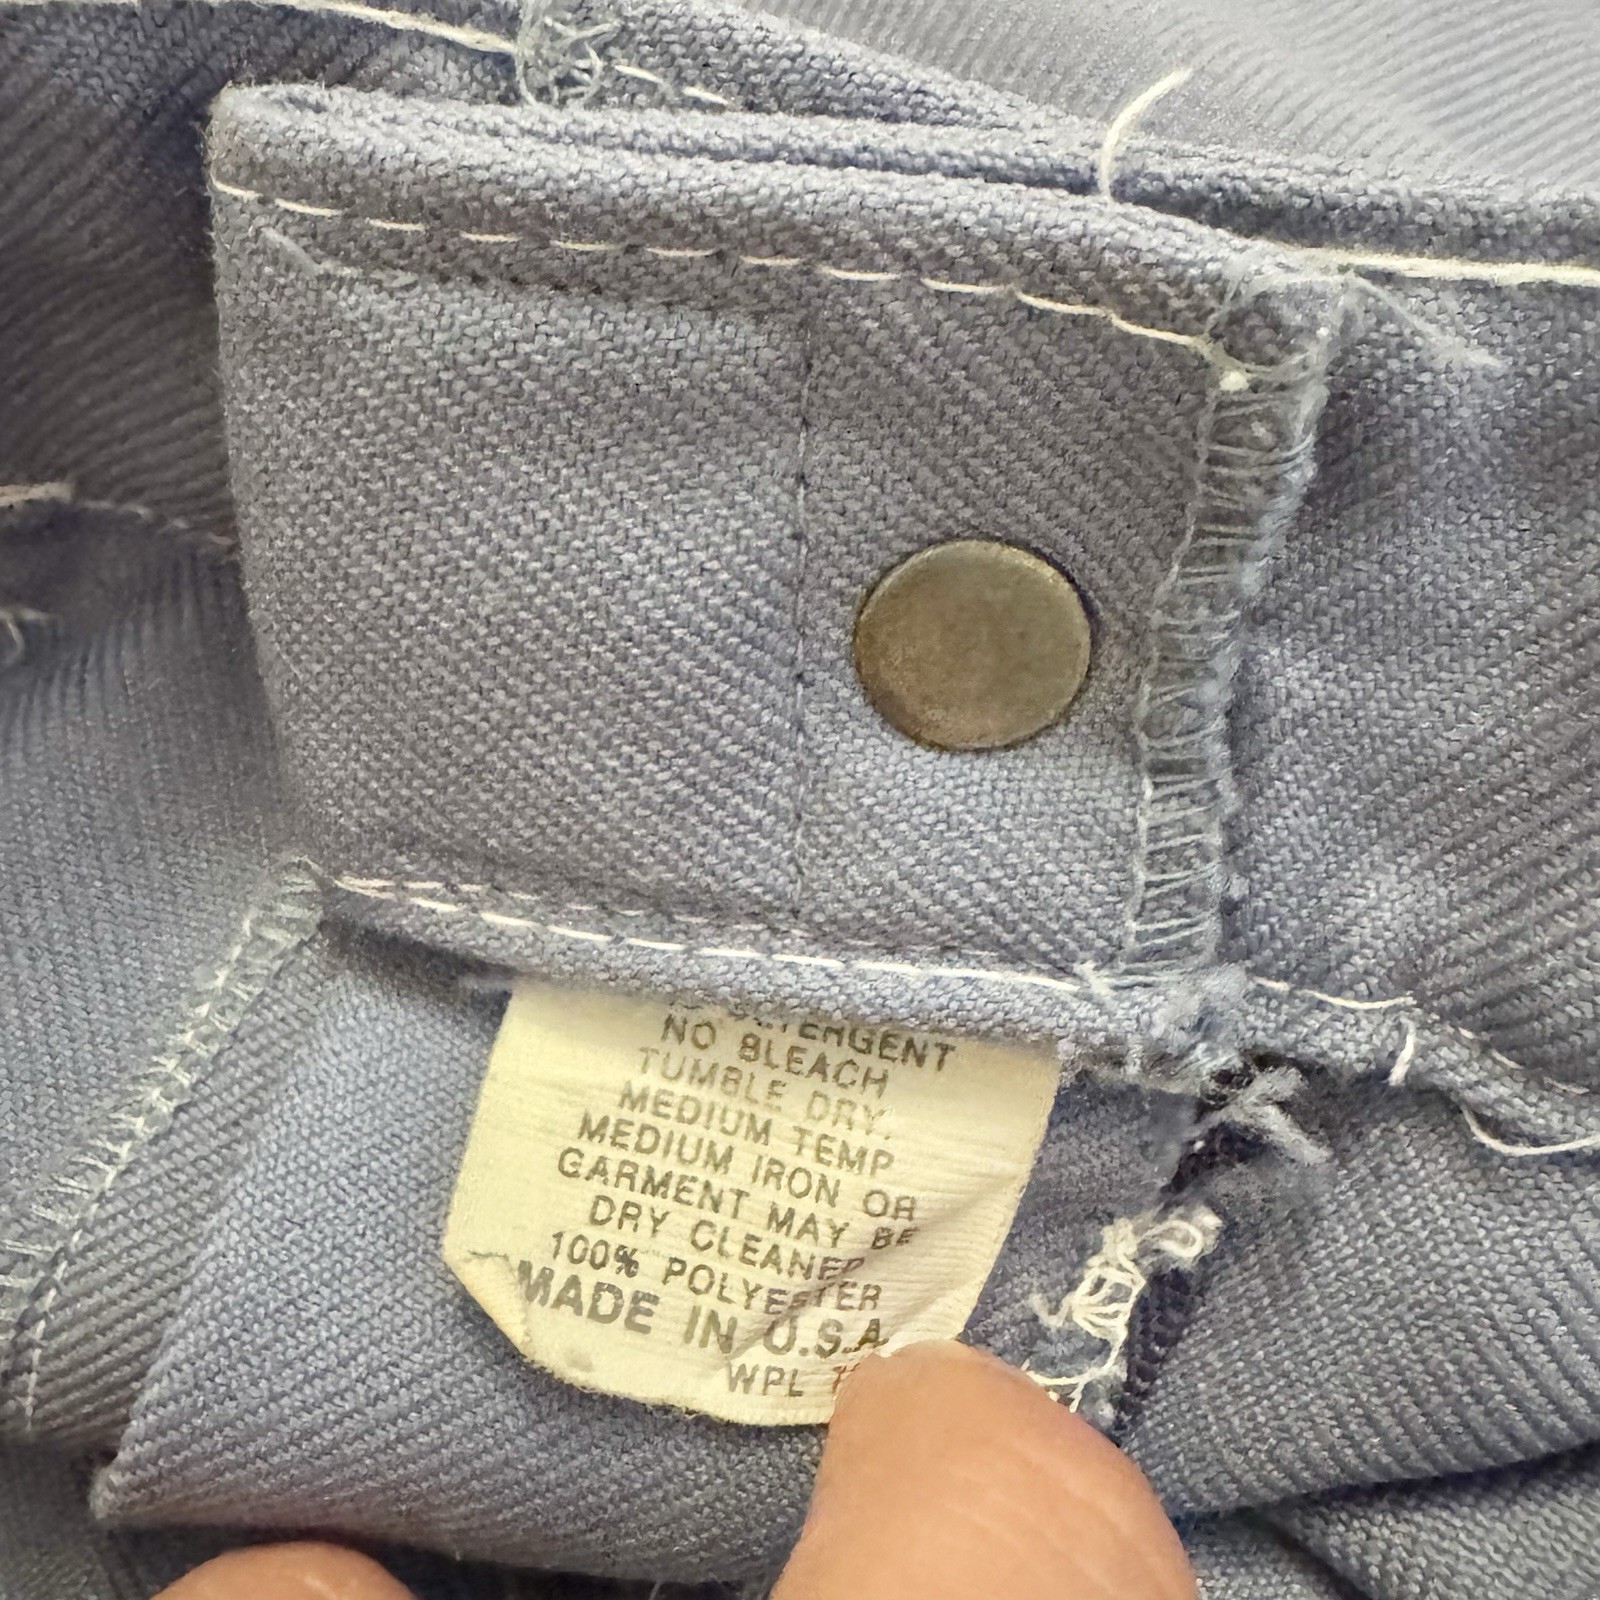 NO BLEACH
TUMBLE DRY,
MEDIUM TEMP
MEDIUM IRON OR
GARMENT MAY BE
DRY CLEANED
100% POLYESTER
MADE IN U.S.A.
WPL